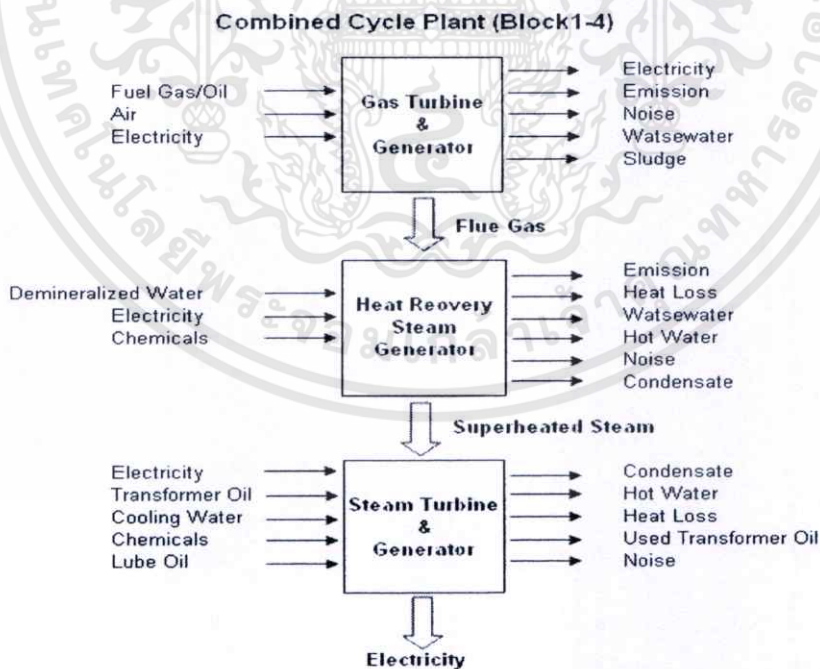 Combined Cycle Plant (Block1-4)
Fuel Gas/Oil
Air
Electricity
Gas Turbine
&
Generator
Electricity
Emission
Noise
Watsewater
Sludge
Flue Gas
Demineralized Water
Electricity
Chemicals
Heat Reovery
Steam
Generator
Emission
Heat Loss
Watsewater
Hot Water
Noise
Condensate
Superheated Steam
Electricity
Transformer Oil
Cooling Water
Chemicals
Lube Oil
Steam Turbine
&
Generator
Condensate
Hot Water
Heat Loss
Used Transformer Oil
Noise
Electricity